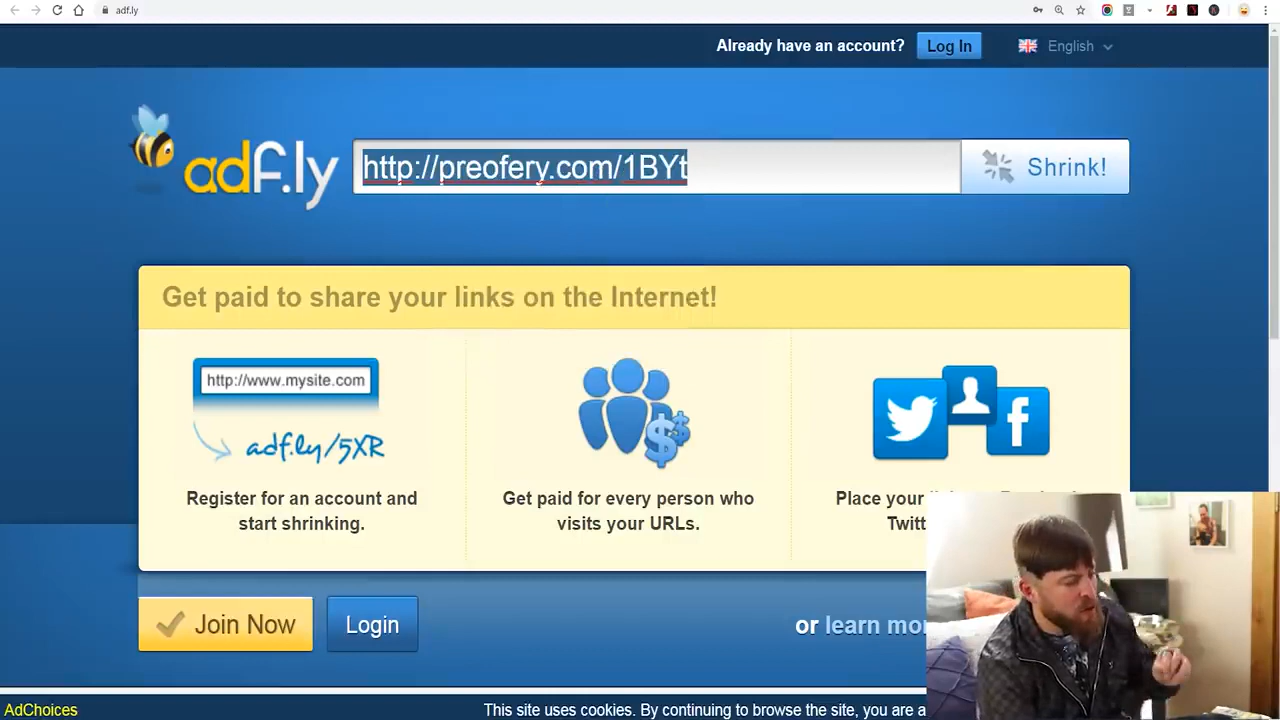 adf.ly
Already have an account?
Log In
English
adf.ly
http://preofery.com/1BYt
Shrink!
Get paid to share your links on the Internet!
http://www.mysite.com
adf.ly/5XR
Register for an account and
start shrinking.
Get paid for every person who
visits your URLs.
Place your
Twitt
Join Now
Login
or learn mor
AdChoices
This site uses cookies. By continuing to browse the site, you are a